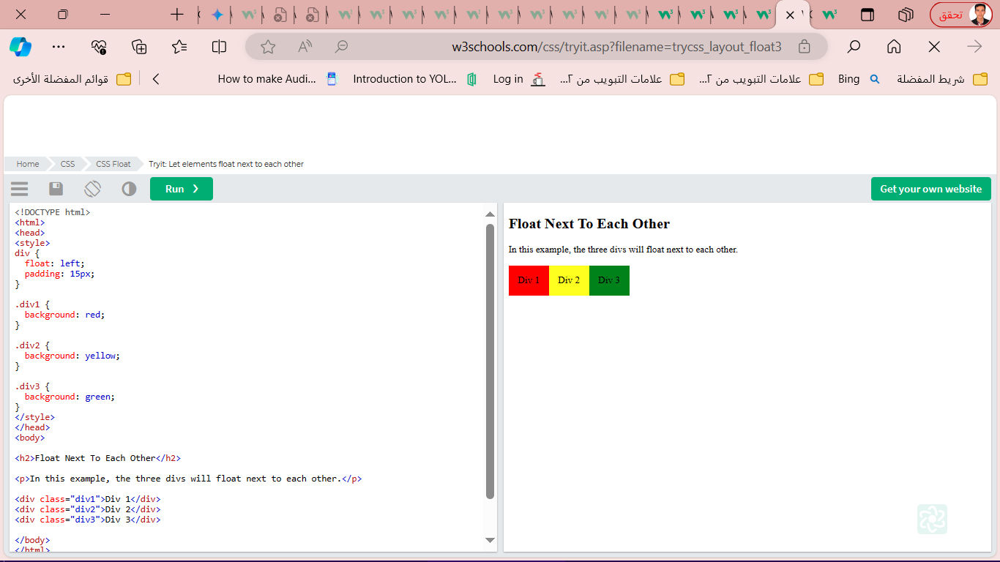 تحقق
w3schools.com/css/tryit.asp?filename=trycss_layout_float3
شريط المفضلة
Bing
علامات التبويب من ٢...
علامات التبويب من ٢...
Log in
Introduction to YOL...
How to make Audi...
قوائم المفضلة الأخرى
Home
CSS
CSS Float
Tryit: Let elements float next to each other
Run ❯
Get your own website
<!DOCTYPE html>
<html>
<head>
<style>
div {
  float: left;
  padding: 15px;
}

.div1 {
  background: red;
}

.div2 {
  background: yellow;
}

.div3 {
  background: green;
}
</style>
</head>
<body>

<h2>Float Next To Each Other</h2>

<p>In this example, the three divs will float next to each other.</p>

<div class="div1">Div 1</div>
<div class="div2">Div 2</div>
<div class="div3">Div 3</div>

</body>
</html>
Float Next To Each Other
In this example, the three divs will float next to each other.
Div 1 Div 2 Div 3